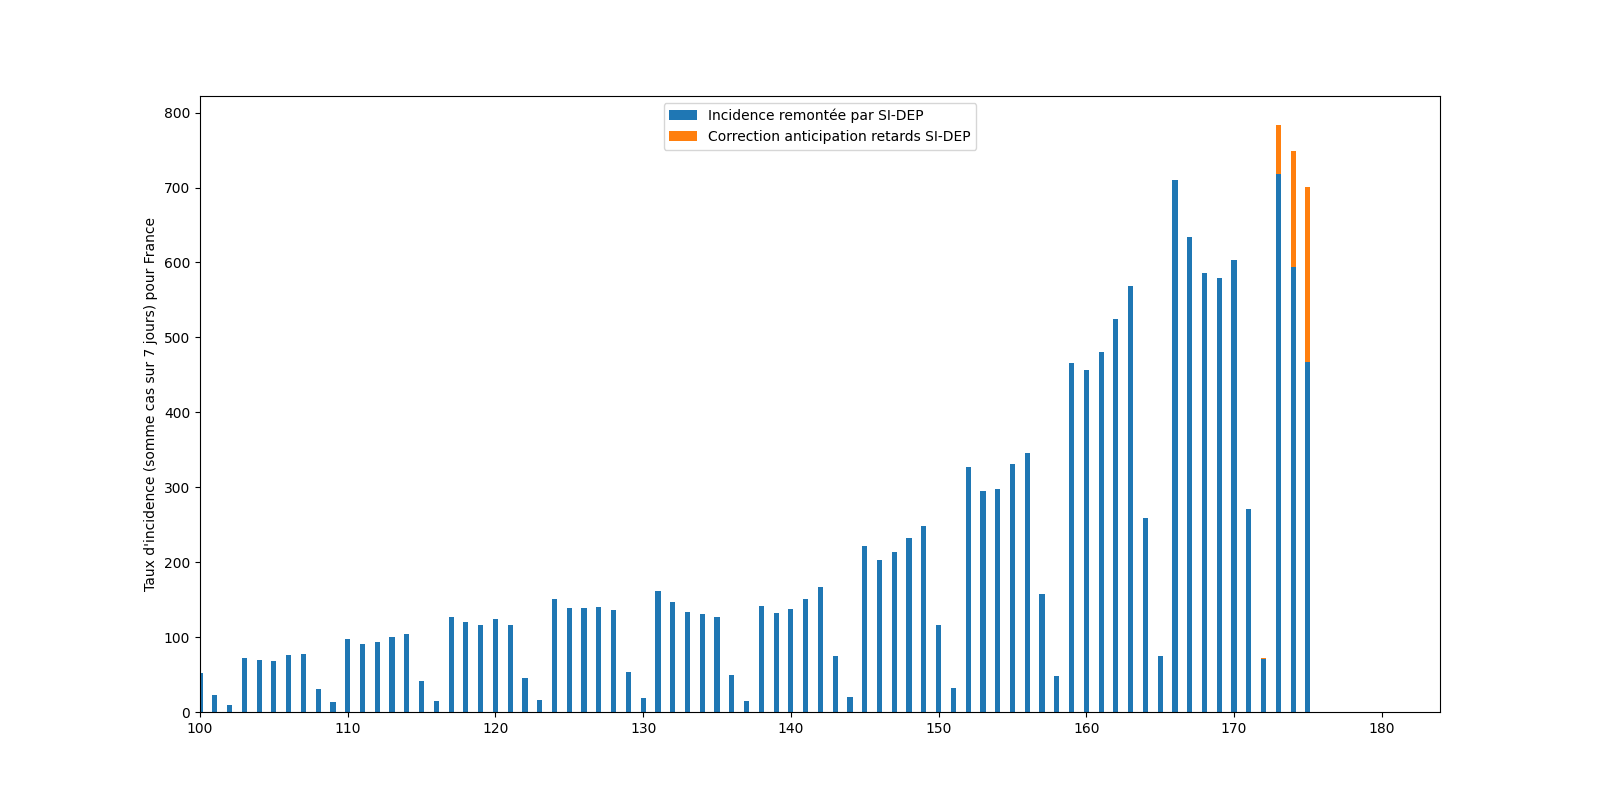 Incidence remontée par SI-DEP
Correction anticipation retards SI-DEP
Taux d'incidence (somme cas sur 7 jours) pour France
800
700
600
500
400
300
200
100
0
100 110 120 130 140 150 160 170 180